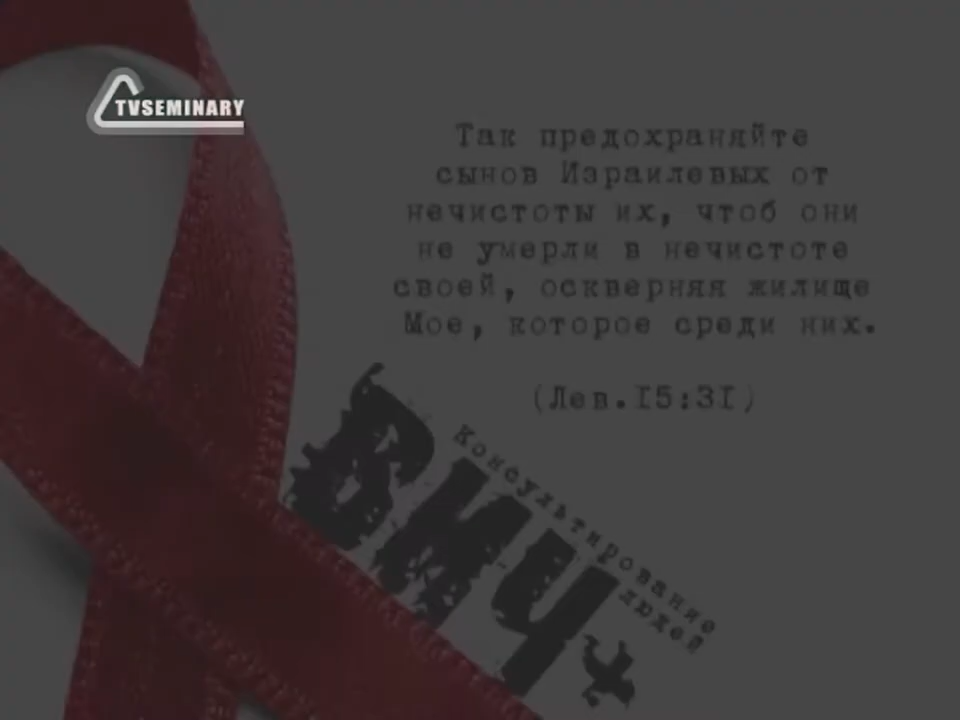 TVSEMINARY
Так предохраняйте
сынов Израилевых от
нечистоты их, чтоб они
не умерли в нечистоте
своей, оскверняя жилище
Мое, которое среди них.
(Лев.15:31)
Консультирование
людей
ВИЧ+